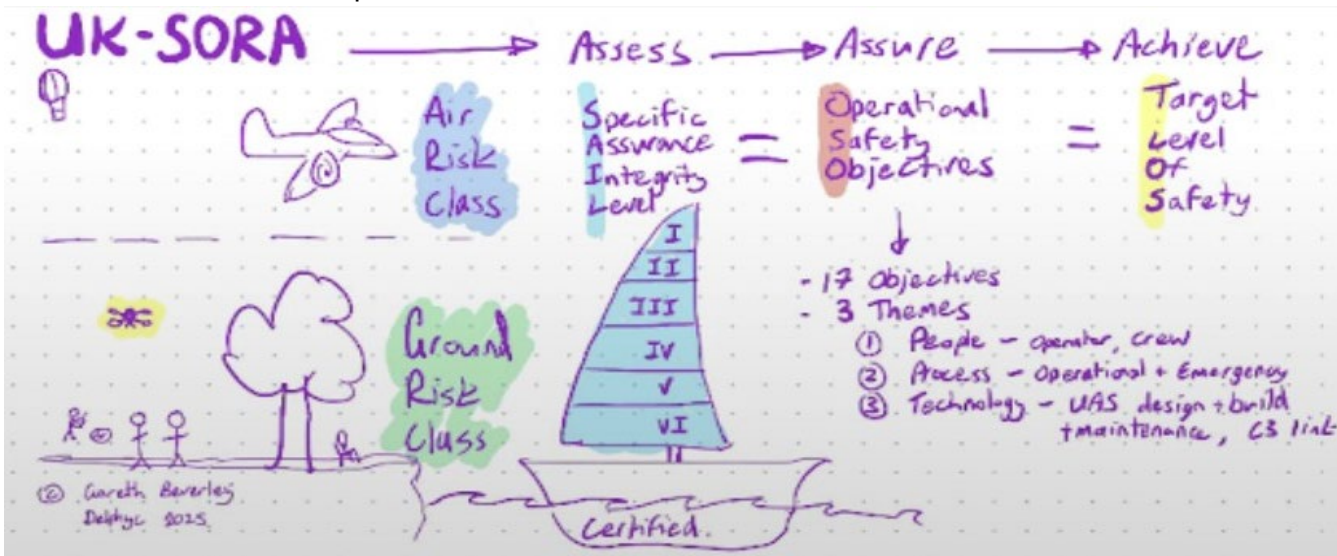 UK-SORA
Assess
Assure
Achieve
Air
Risk
Class
Specific
Assurance
Integrity
Level
=
Operational
Safety
Objectives
=
Target
Level
Of
Safety
- 17 Objectives
- 3 Themes
① People - operator, crew
② Process - Operational + Emergency
③ Technology - UAS design + build
+ maintenance, C3 link
Ground
Risk
Class
I
II
III
IV
V
VI
Certified.
© Gareth Beverley
Delphyc 2025.